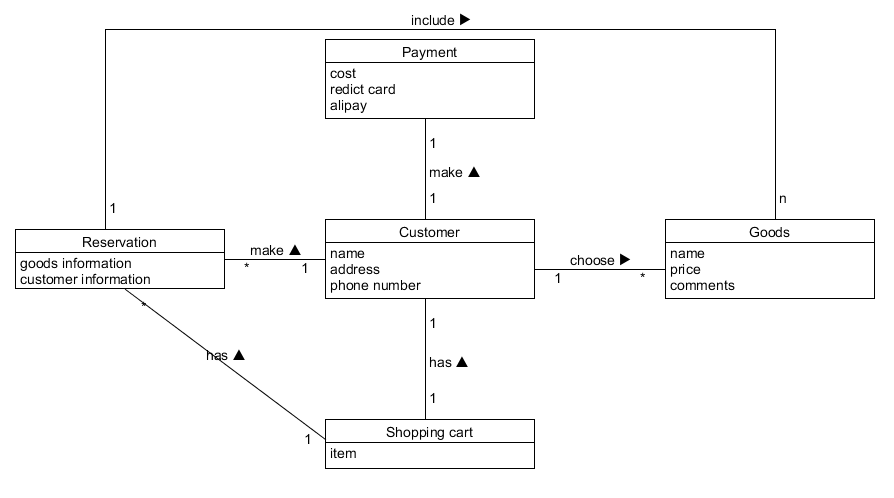 include ▶
Payment
cost
redict card
alipay
1
make ▲
1
1
n
Reservation
goods information
customer information
make ▲
*
1
Customer
name
address
phone number
choose ▶
1
*
Goods
name
price
comments
*
has ▲
1
1
has ▲
1
Shopping cart
item